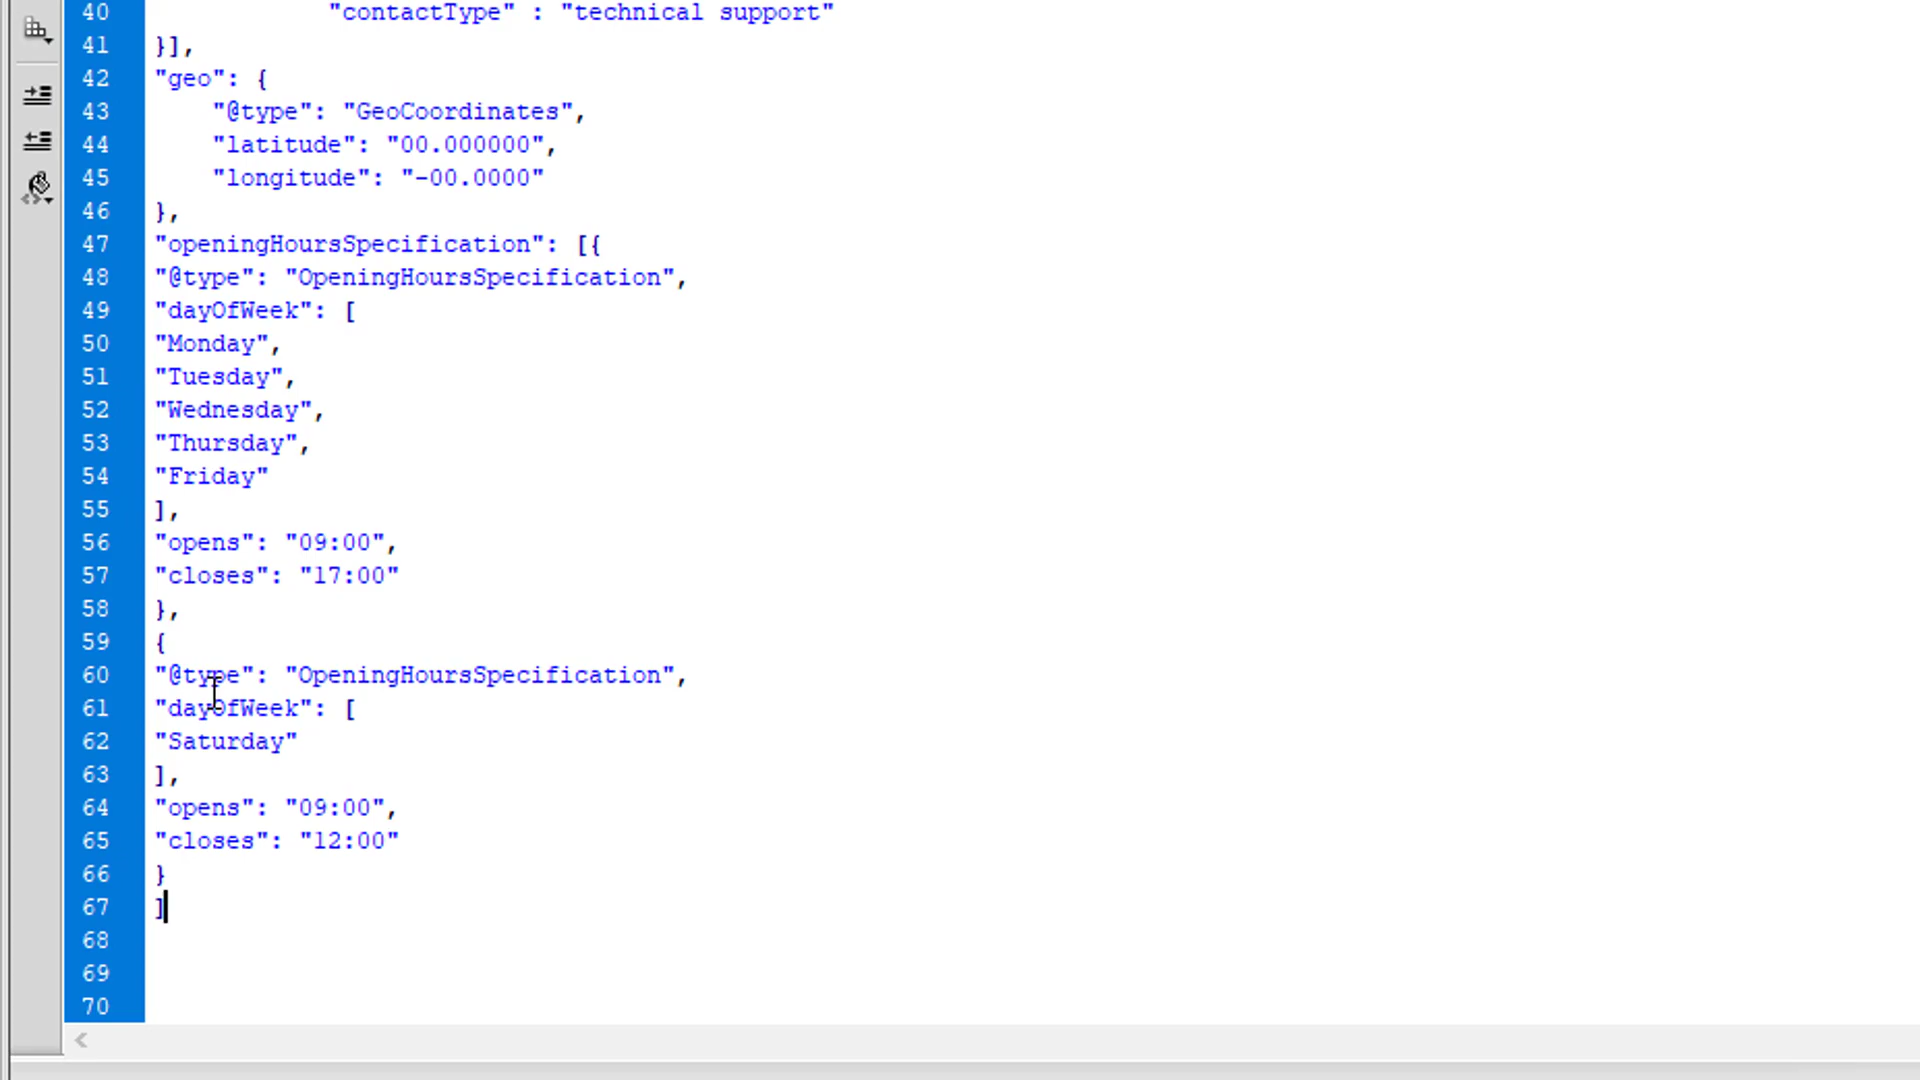 40 "contactType" : "technical support"
41 }],
42 "geo": {
43 "@type": "GeoCoordinates",
44 "latitude": "00.000000",
45 "longitude": "-00.0000"
46 },
47 "openingHoursSpecification": [{
48 "@type": "OpeningHoursSpecification",
49 "dayOfWeek": [
50 "Monday",
51 "Tuesday",
52 "Wednesday",
53 "Thursday",
54 "Friday"
55 ],
56 "opens": "09:00",
57 "closes": "17:00"
58 },
59 {
60 "@type": "OpeningHoursSpecification",
61 "dayOfWeek": [
62 "Saturday"
63 ],
64 "opens": "09:00",
65 "closes": "12:00"
66 }
67 ]
68
69
70